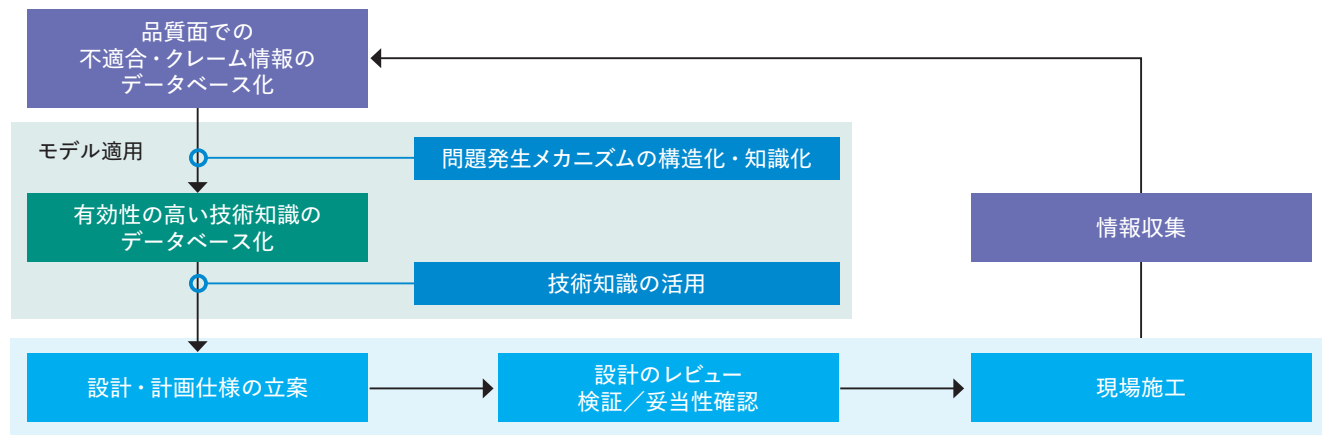 品質面での
不適合・クレーム情報の
データベース化
モデル適用
問題発生メカニズムの構造化・知識化
有効性の高い技術知識の
データベース化
情報収集
技術知識の活用
設計・計画仕様の立案
設計のレビュー
検証／妥当性確認
現場施工